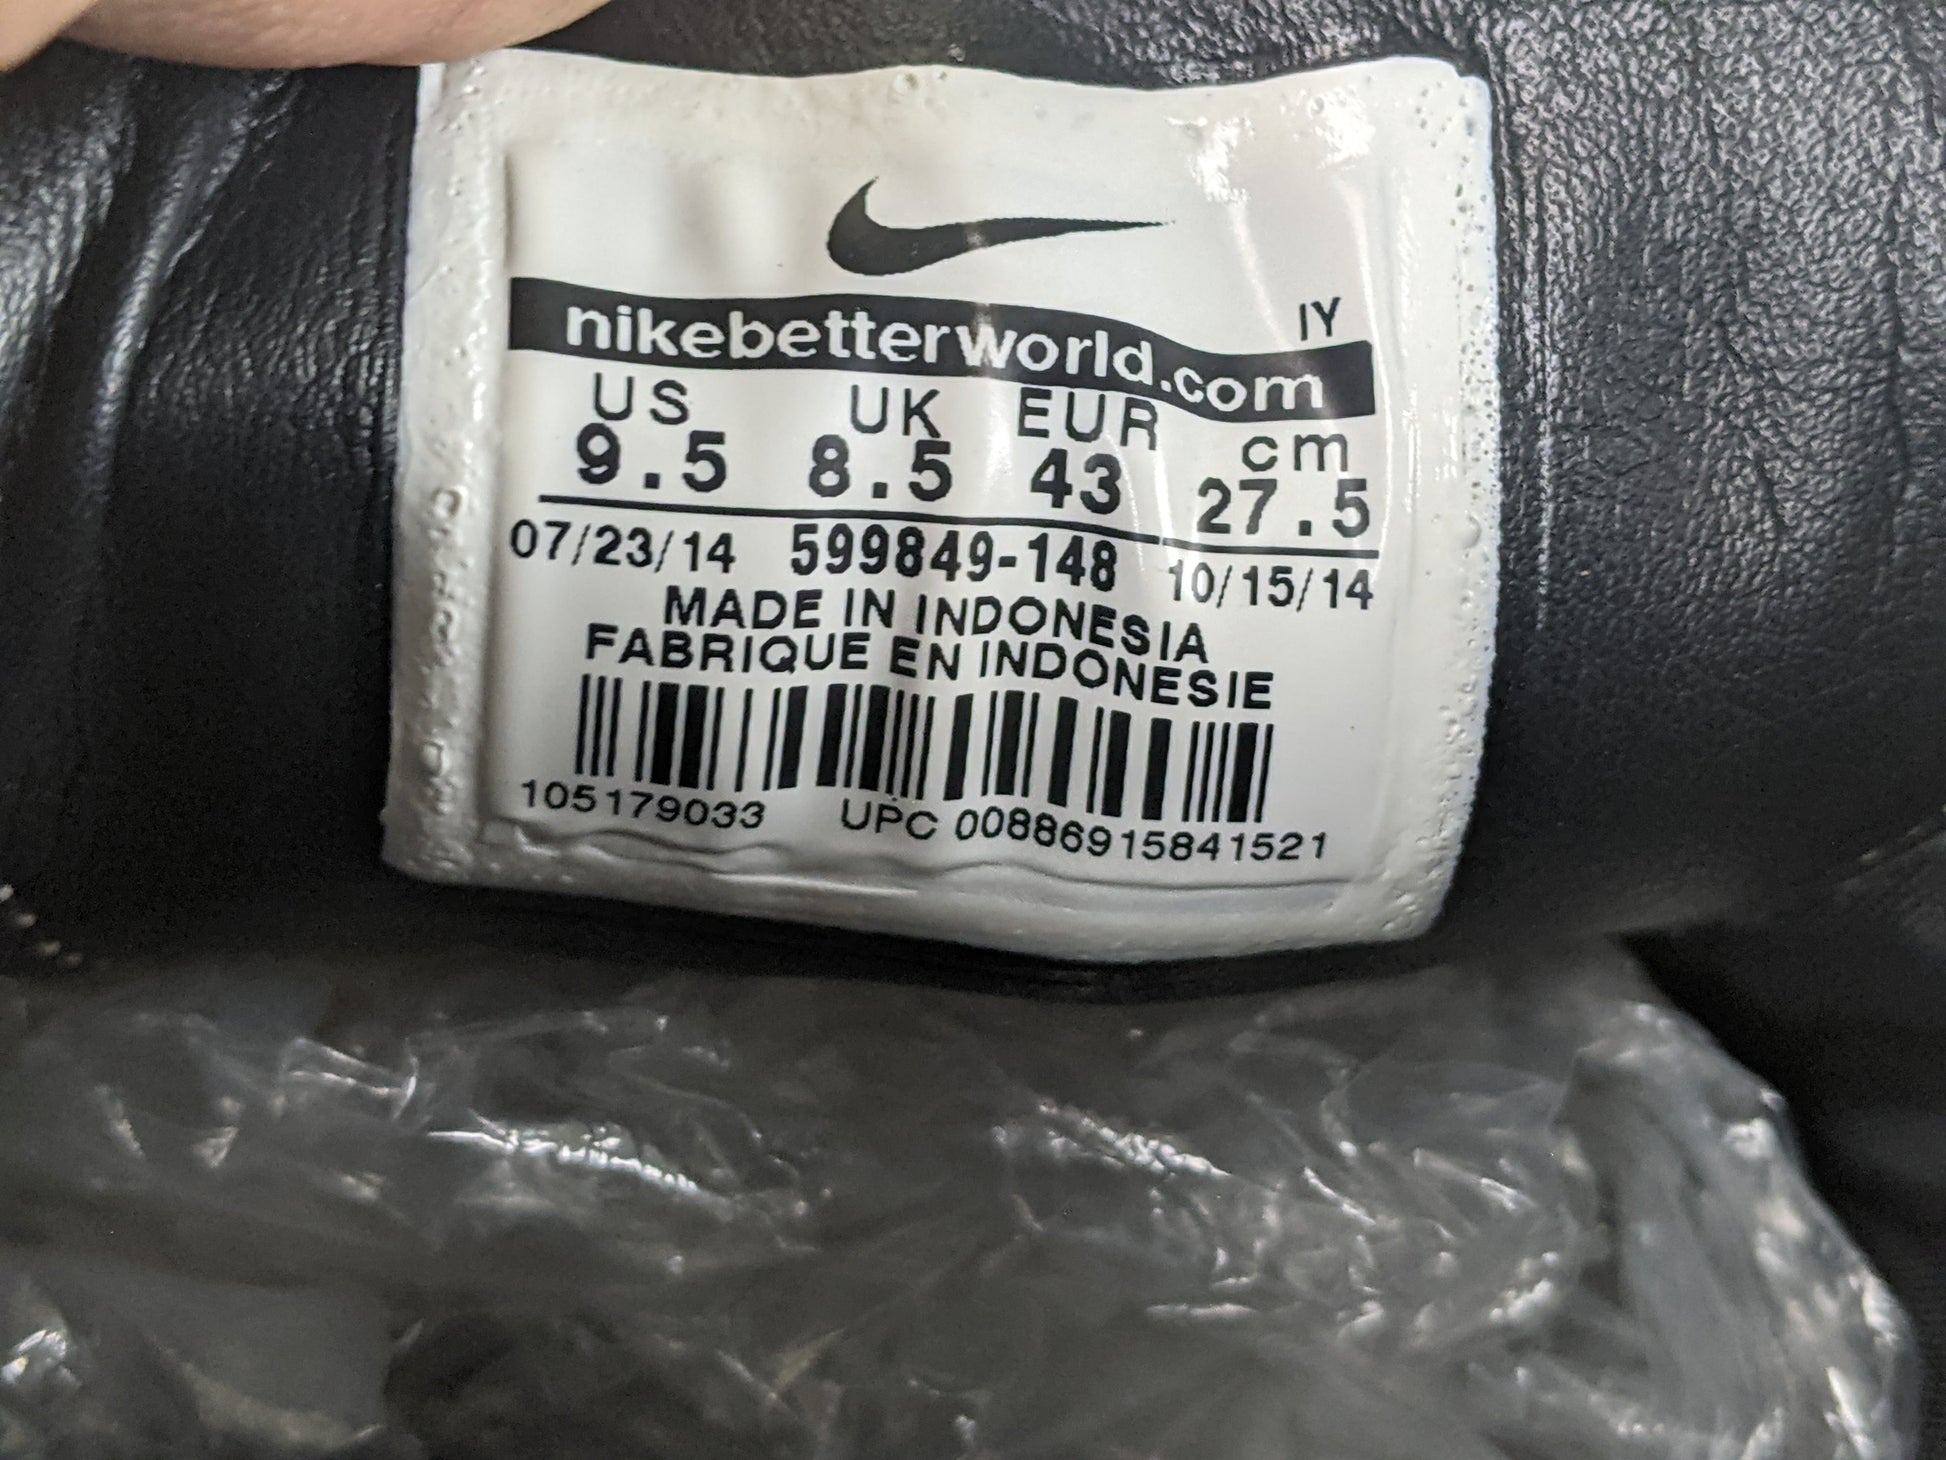 nikebetterworld.com IY
US UK EUR cm
9.5 8.5 43 27.5
07/23/14 599849-148 10/15/14
MADE IN INDONESIA
FABRIQUE EN INDONESIE
105179033 UPC 00886915841521